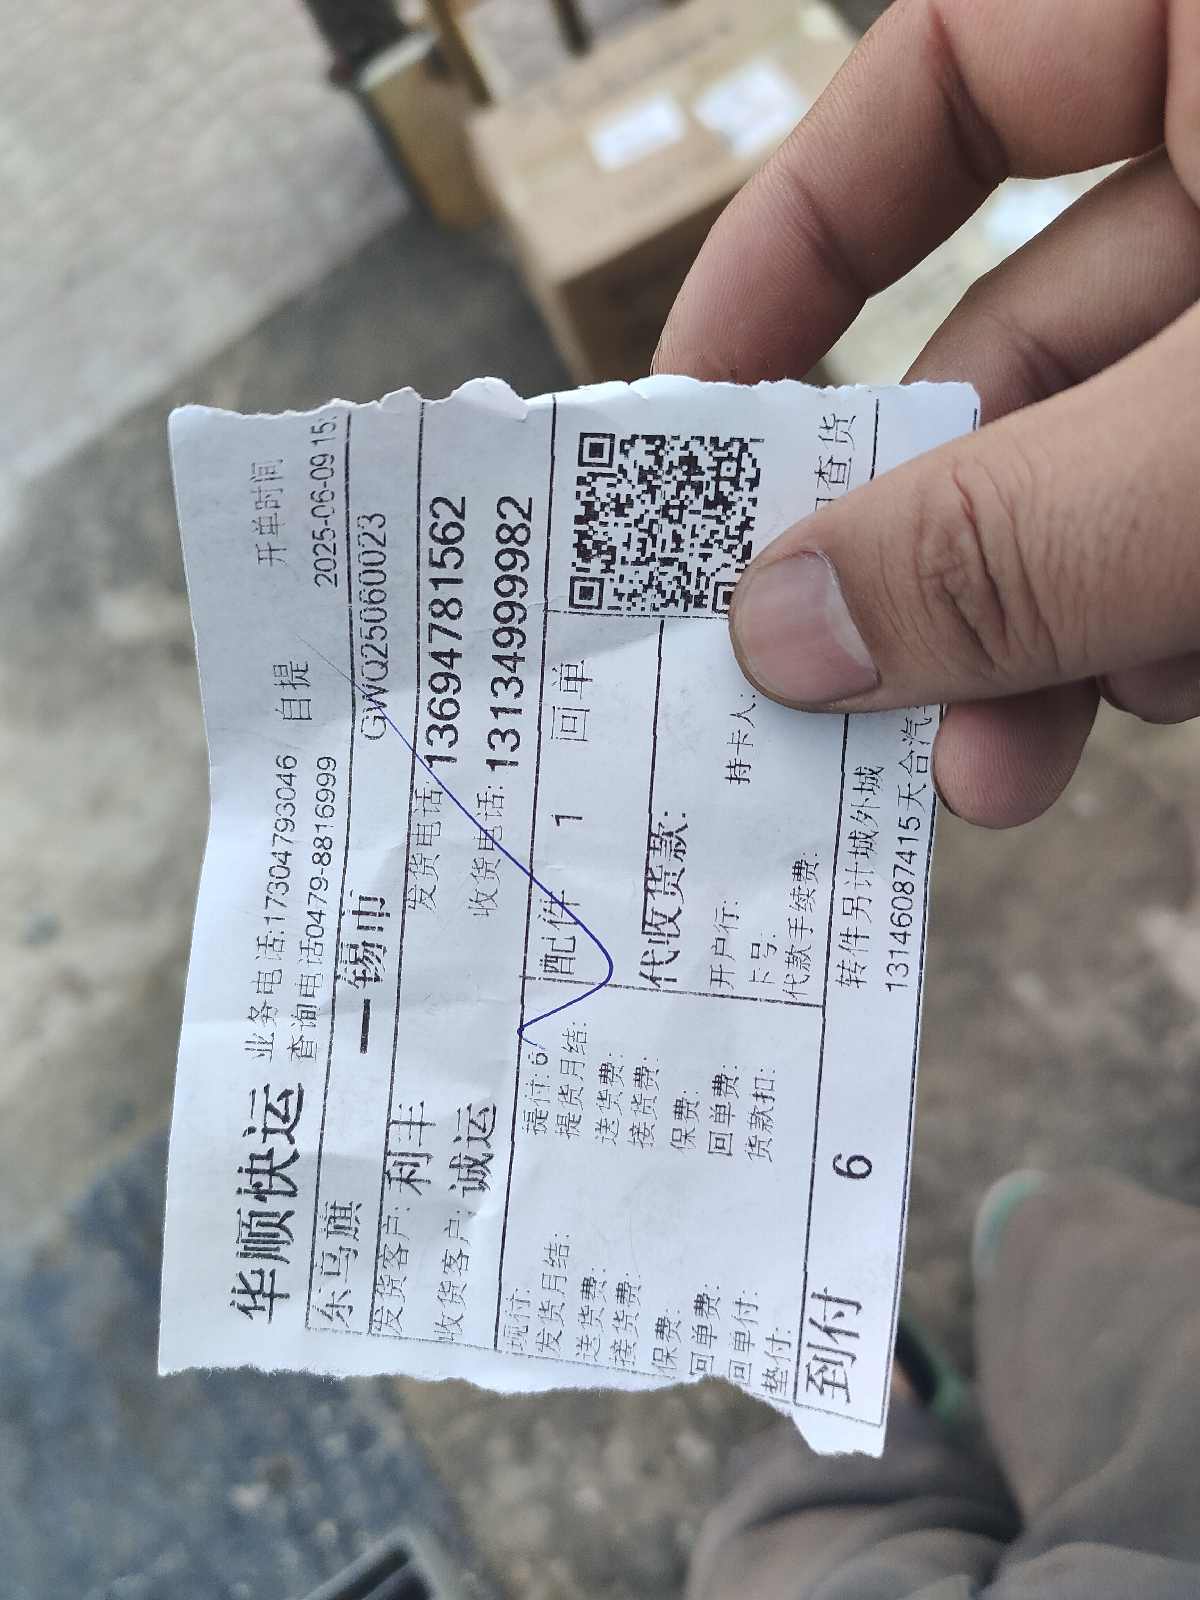 华顺快运
业务电话:17304793046 自提 开单时间
查询电话0479-8816999 2025-06-09 15:
东乌旗 — 锡市 GWQ25060023
发货客户: 利丰 发货电话: 13694781562
收货客户: 诚运 收货电话: 13134999982
现付: 提付: 6 配件 1 回单
发货月结: 提货月结:
送货费: 送货费:
接货费: 接货费: 代收货款:
保费: 保费:
回单费: 回单费: 开户行: 持卡人:
回单付: 货款扣: 卡号:
垫付: 代款手续费:
查货
到付 6 转件另计城外城
13146087415天合汽